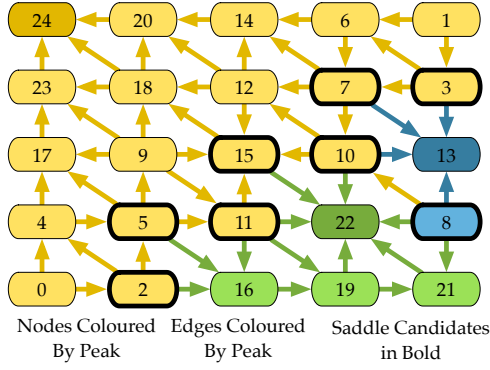 24 20 14 6 1
23 18 12 7 3
17 9 15 10 13
4 5 11 22 8
0 2 16 19 21
Nodes Coloured Edges Coloured Saddle Candidates
By Peak By Peak in Bold